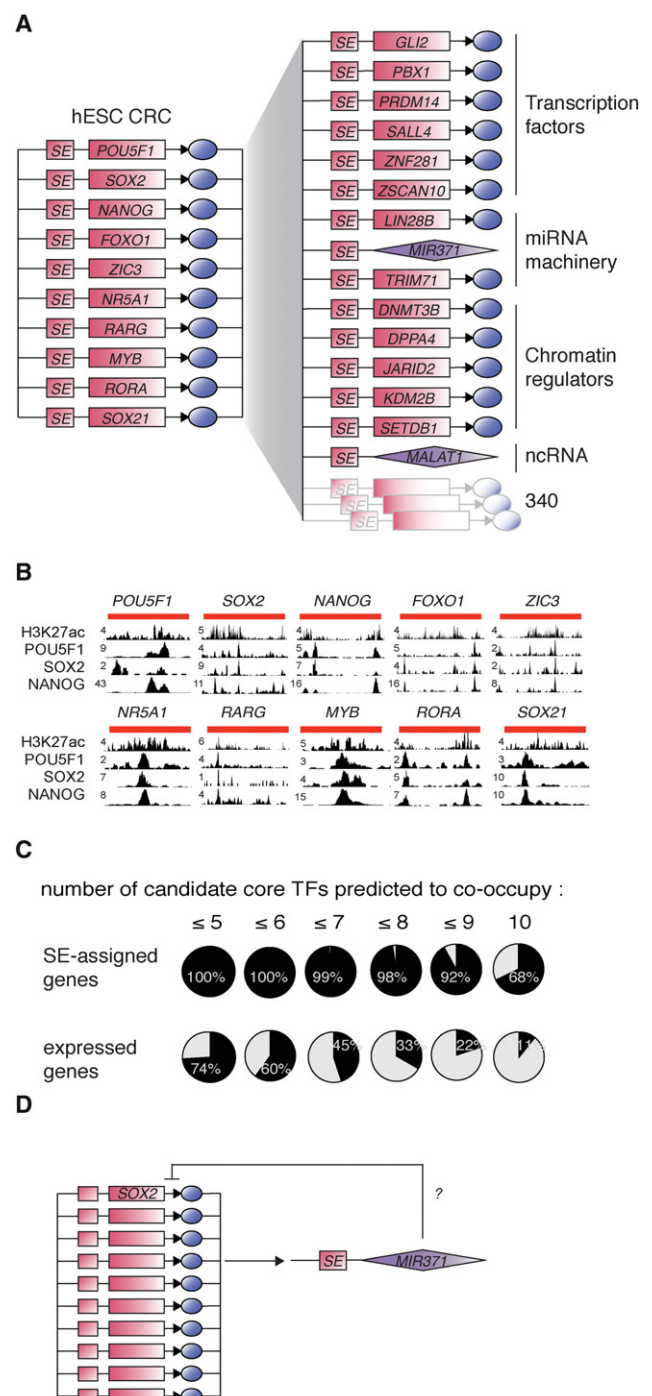 A
hESC CRC
SE POU5F1
SE SOX2
SE NANOG
SE FOXO1
SE ZIC3
SE NR5A1
SE RARG
SE MYB
SE RORA
SE SOX21
SE GLI2
SE PBX1
SE PRDM14
SE SALL4
SE ZNF281
SE ZSCAN10
Transcription
factors
SE LIN28B
SE MIR371
SE TRIM71
miRNA
machinery
SE DNMT3B
SE DPPA4
SE JARID2
SE KDM2B
SE SETDB1
Chromatin
regulators
SE MALAT1
ncRNA
SE
SE
SE
340
B
POU5F1 SOX2 NANOG FOXO1 ZIC3
H3K27ac 4 5 4 4 4
POU5F1 9 4 5 4 2
SOX2 2 9 7 4 2
NANOG 43 11 16 16 8
NR5A1 RARG MYB RORA SOX21
H3K27ac 4 6 5 4 4
POU5F1 2 4 3 2 3
SOX2 7 1 4 5 10
NANOG 8 4 15 7 10
C
number of candidate core TFs predicted to co-occupy :
≤ 5 ≤ 6 ≤ 7 ≤ 8 ≤ 9 10
SE-assigned
genes
100% 100% 99% 98% 92% 68%
expressed
genes
74% 60% 45% 33% 22% 11%
D
SOX2
?
SE MIR371